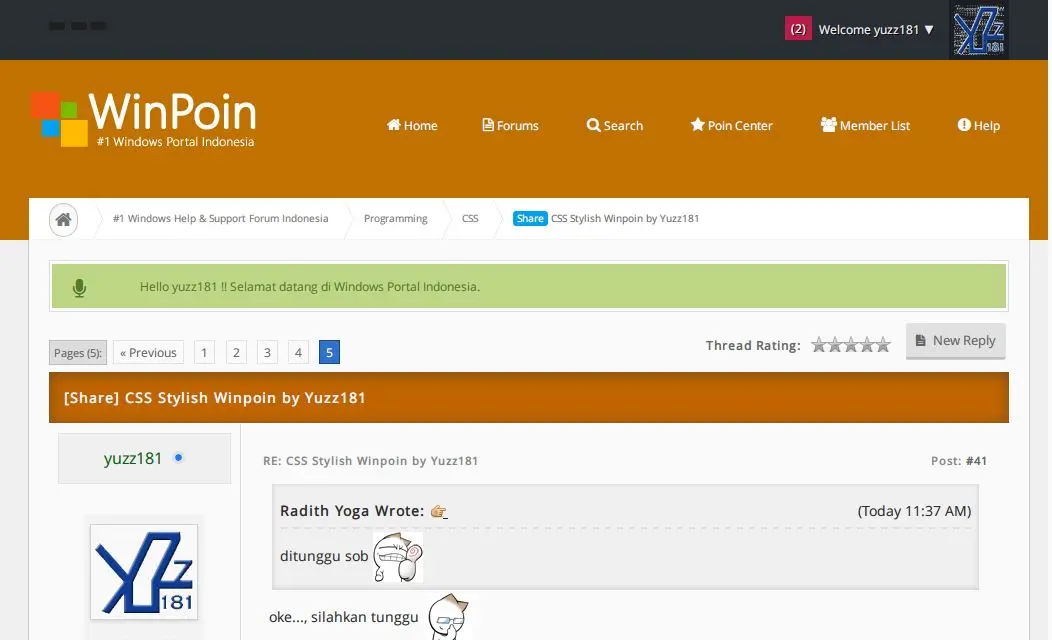 (2) Welcome yuzz181 ▼
YZz
181
WinPoin
#1 Windows Portal Indonesia
Home Forums Search Poin Center Member List Help
#1 Windows Help & Support Forum Indonesia Programming CSS Share CSS Stylish Winpoin by Yuzz181
Hello yuzz181 !! Selamat datang di Windows Portal Indonesia.
Pages (5): « Previous 1 2 3 4 5
Thread Rating: New Reply
[Share] CSS Stylish Winpoin by Yuzz181
yuzz181
RE: CSS Stylish Winpoin by Yuzz181 Post: #41
Radith Yoga Wrote: (Today 11:37 AM)
ditunggu sob
YZz
181
oke..., silahkan tunggu